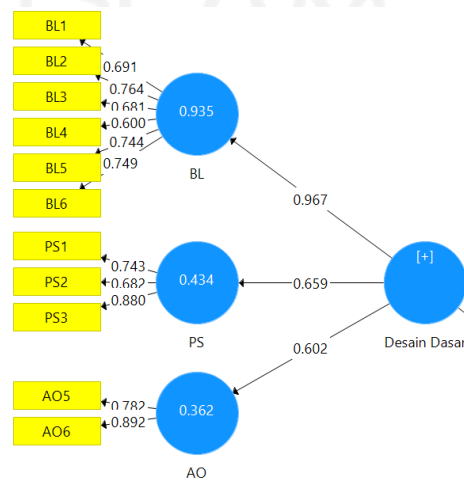 BL1
0.691
BL2
0.764
BL3
0.681
0.935
BL4
0.600
0.744
BL5
0.749
BL
BL6
0.967
PS1
0.743
[+]
PS2
0.682
0.434
0.659
PS3
0.880
PS
Desain Dasar
0.602
AO5
0.782
0.362
AO6
0.892
AO